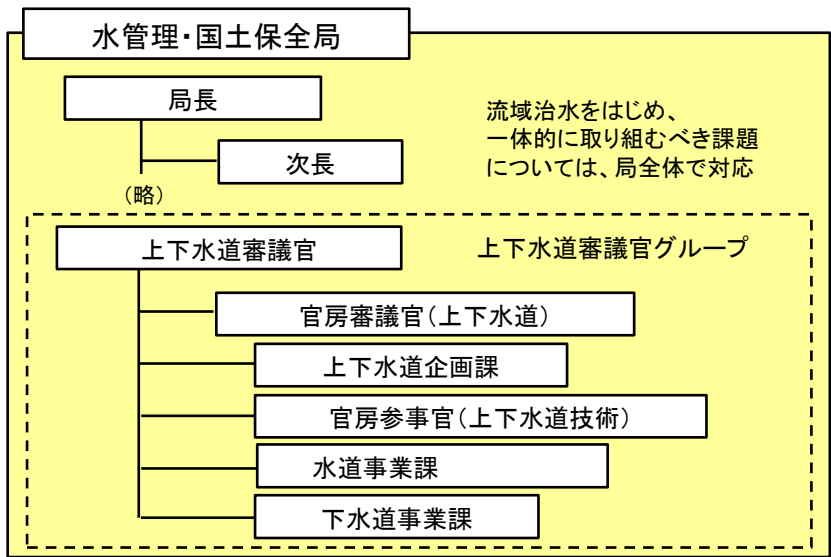 水管理・国土保全局
局長
流域治水をはじめ、
一体的に取り組むべき課題
については、局全体で対応
次長
（略）
上下水道審議官
上下水道審議官グループ
官房審議官（上下水道）
上下水道企画課
官房参事官（上下水道技術）
水道事業課
下水道事業課